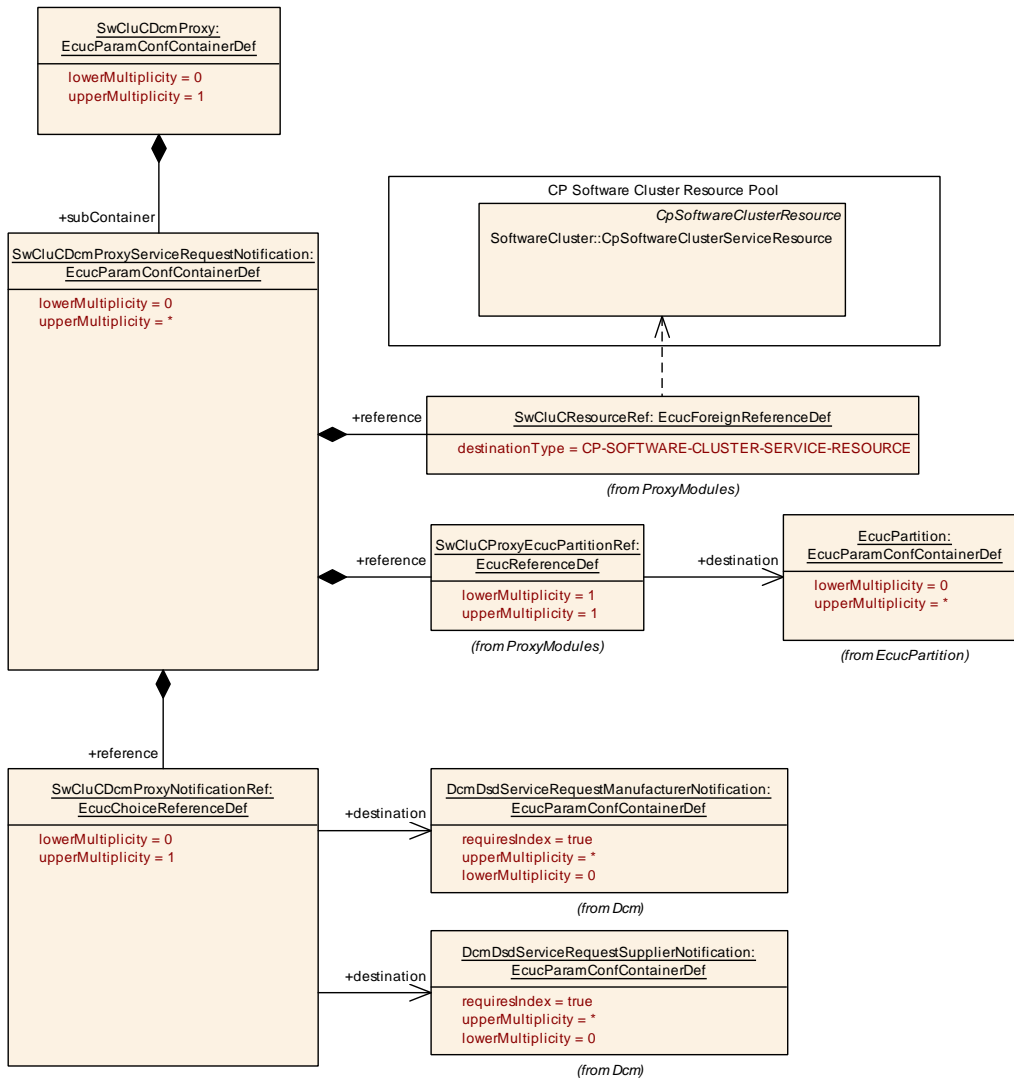 SwCluCDcmProxy:
EcucParamConfContainerDef
lowerMultiplicity = 0
upperMultiplicity = 1
+subContainer
SwCluCDcmProxyServiceRequestNotification:
EcucParamConfContainerDef
lowerMultiplicity = 0
upperMultiplicity = *
CP Software Cluster Resource Pool
CpSoftwareClusterResource
SoftwareCluster::CpSoftwareClusterServiceResource
+reference
SwCluCResourceRef: EcucForeignReferenceDef
destinationType = CP-SOFTWARE-CLUSTER-SERVICE-RESOURCE
(from ProxyModules)
+reference
SwCluCProxyEcucPartitionRef:
EcucReferenceDef
lowerMultiplicity = 1
upperMultiplicity = 1
(from ProxyModules)
+destination
EcucPartition:
EcucParamConfContainerDef
lowerMultiplicity = 0
upperMultiplicity = *
(from EcucPartition)
+reference
SwCluCDcmProxyNotificationRef:
EcucChoiceReferenceDef
lowerMultiplicity = 0
upperMultiplicity = 1
+destination
DcmDsdServiceRequestManufacturerNotification:
EcucParamConfContainerDef
requiresIndex = true
upperMultiplicity = *
lowerMultiplicity = 0
(from Dcm)
+destination
DcmDsdServiceRequestSupplierNotification:
EcucParamConfContainerDef
requiresIndex = true
upperMultiplicity = *
lowerMultiplicity = 0
(from Dcm)